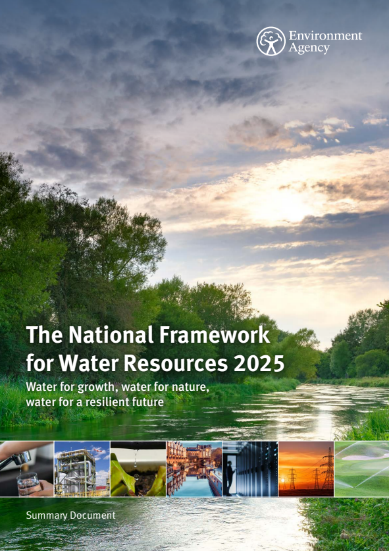 Environment
Agency
The National Framework
for Water Resources 2025
Water for growth, water for nature,
water for a resilient future
Summary Document